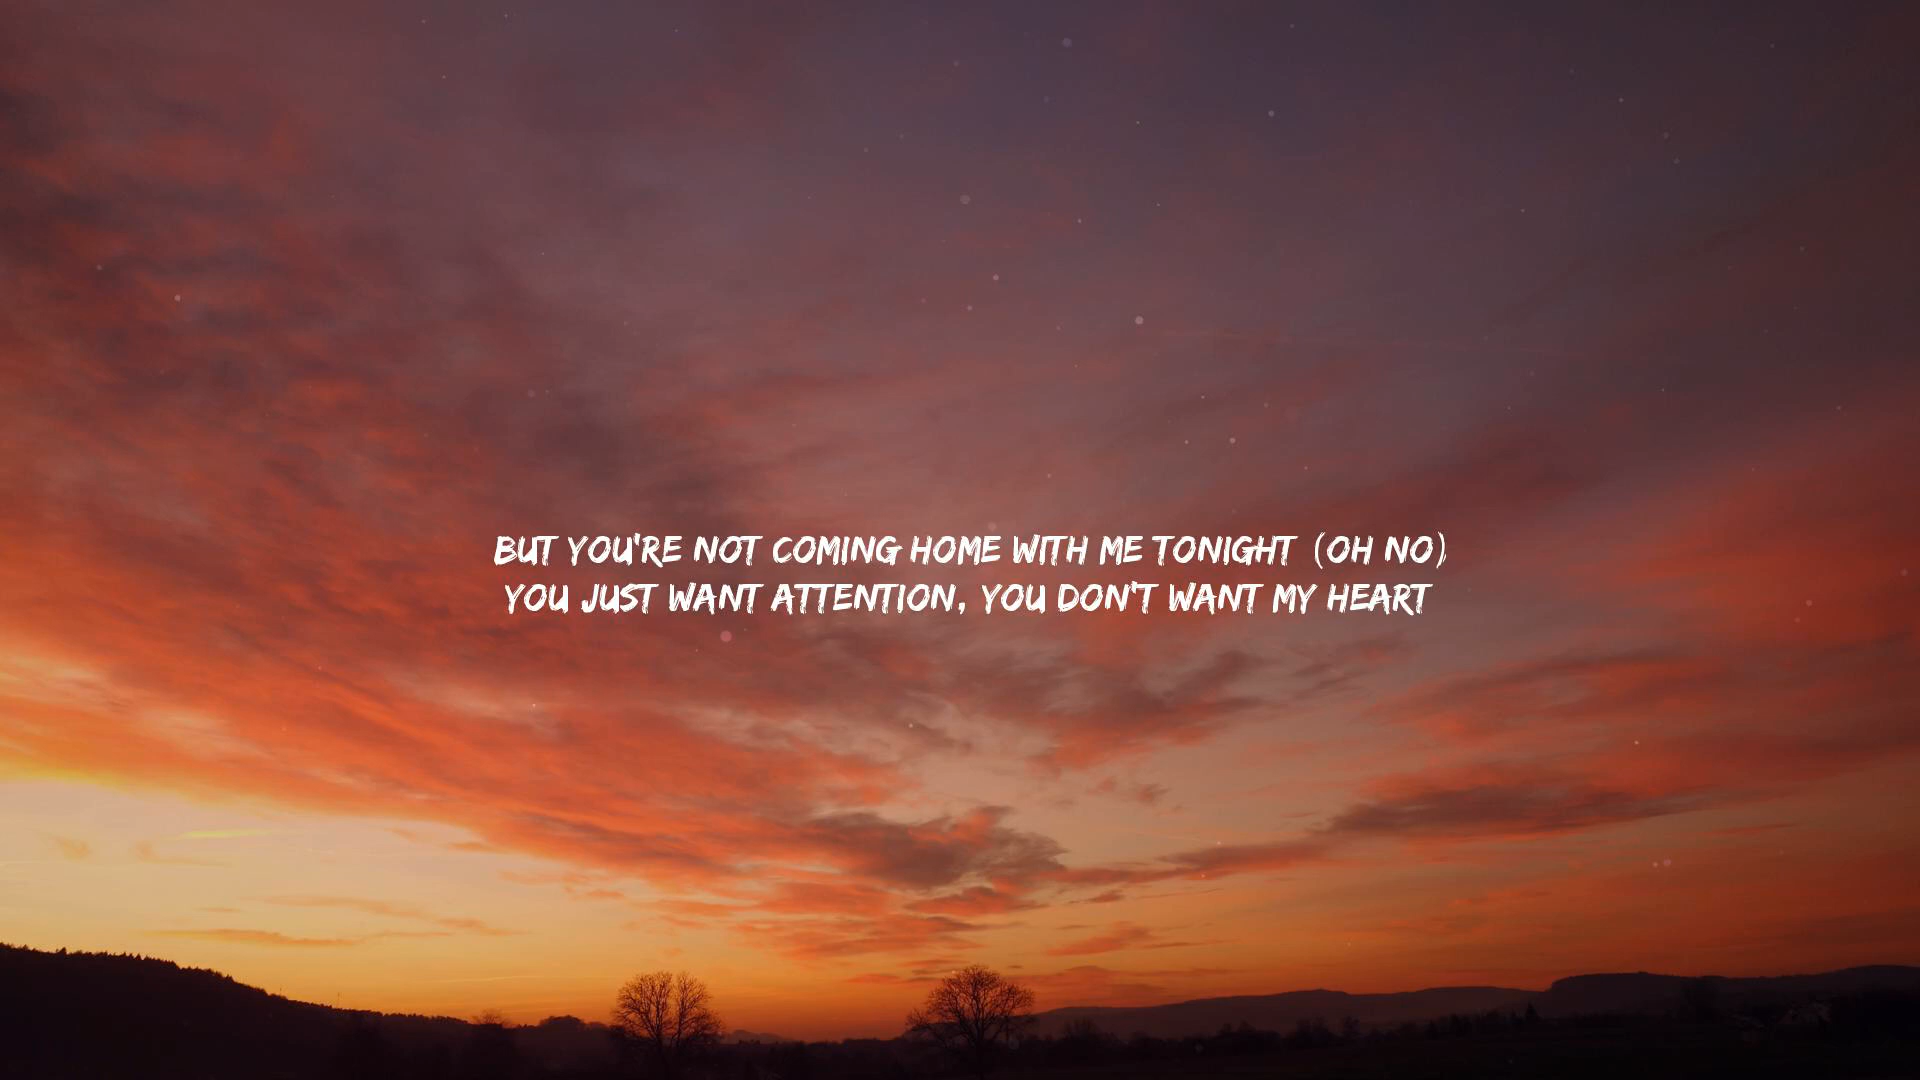 BUT YOU'RE NOT COMING HOME WITH ME TONIGHT (OH NO)
YOU JUST WANT ATTENTION, YOU DON'T WANT MY HEART